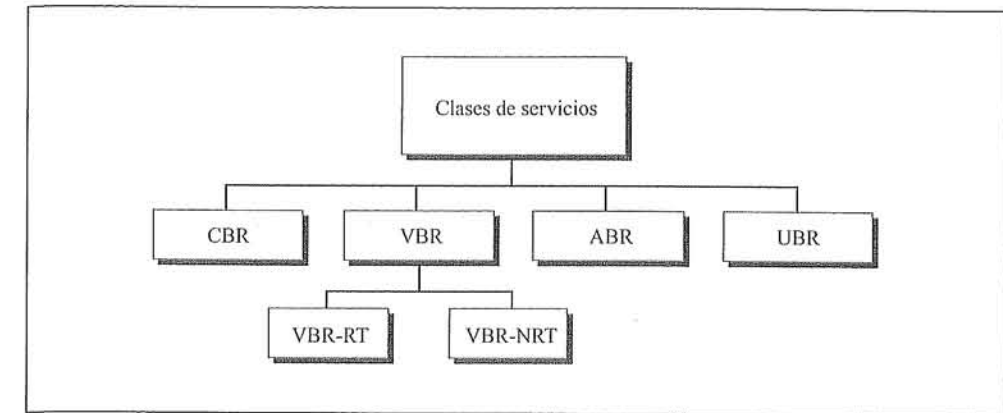 Clases de servicios
CBR
VBR
ABR
UBR
VBR-RT
VBR-NRT